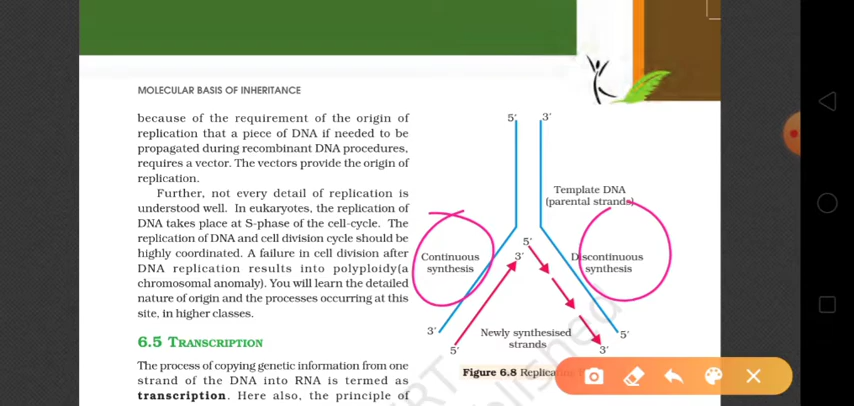 MOLECULAR BASIS OF INHERITANCE
because of the requirement of the origin of
replication that a piece of DNA if needed to be
propagated during recombinant DNA procedures,
requires a vector. The vectors provide the origin of
replication.
Further, not every detail of replication is
understood well. In eukaryotes, the replication of
DNA takes place at S-phase of the cell-cycle. The
replication of DNA and cell division cycle should be
highly coordinated. A failure in cell division after
DNA replication results into polyploidy(a
chromosomal anomaly). You will learn the detailed
nature of origin and the processes occurring at this
site, in higher classes.
6.5 TRANSCRIPTION
The process of copying genetic information from one
strand of the DNA into RNA is termed as
transcription. Here also, the principle of
5′ 3′
Template DNA
(parental strands)
5′
3′
Continuous
synthesis
Discontinuous
synthesis
3′
5′
Newly synthesised
strands
5′
3′
Figure 6.8 Replicating